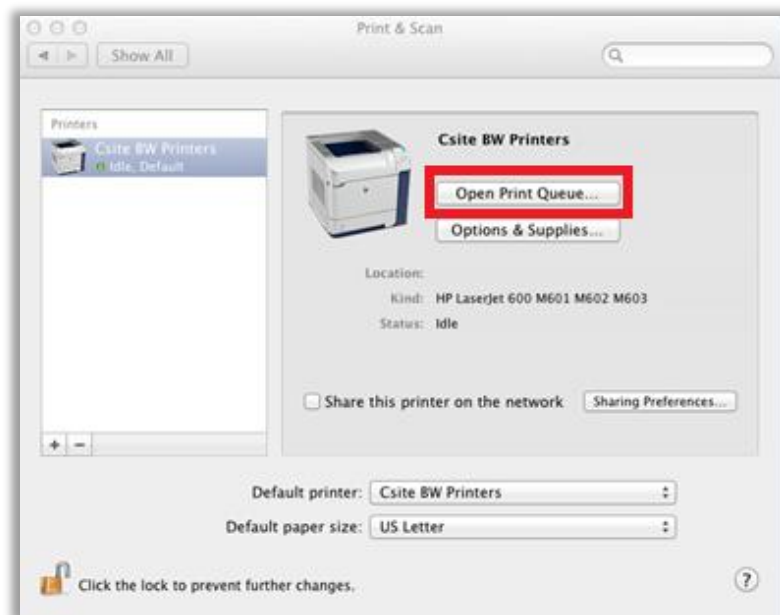 Print & Scan
Show All
Printers
Csite BW Printers
Idle, Default
Csite BW Printers
Open Print Queue...
Options & Supplies...
Location:
Kind: HP LaserJet 600 M601 M602 M603
Status: Idle
Share this printer on the network Sharing Preferences...
+ −
Default printer: Csite BW Printers
Default paper size: US Letter
Click the lock to prevent further changes. ?